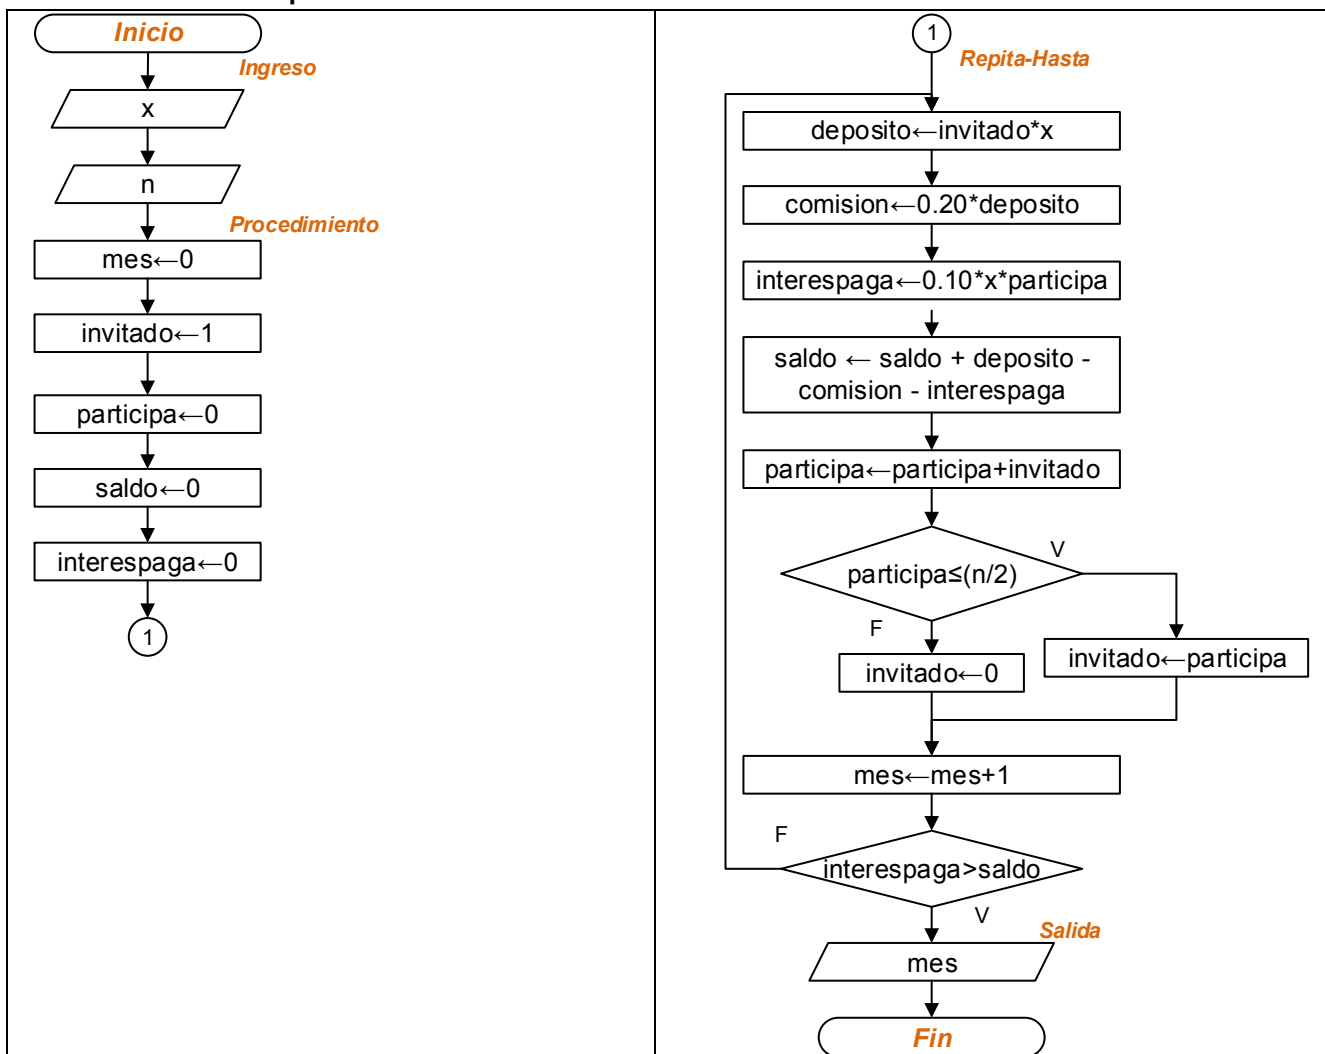 Inicio
Ingreso
x
n
Procedimiento
mes←0
invitado←1
participa←0
saldo←0
interespaga←0
1
1
Repita-Hasta
deposito←invitado*x
comision←0.20*deposito
interespaga←0.10*x*participa
saldo ← saldo + deposito -
comision - interespaga
participa←participa+invitado
participa≤(n/2)
V
F
invitado←0
invitado←participa
mes←mes+1
F
interespaga>saldo
V
Salida
mes
Fin